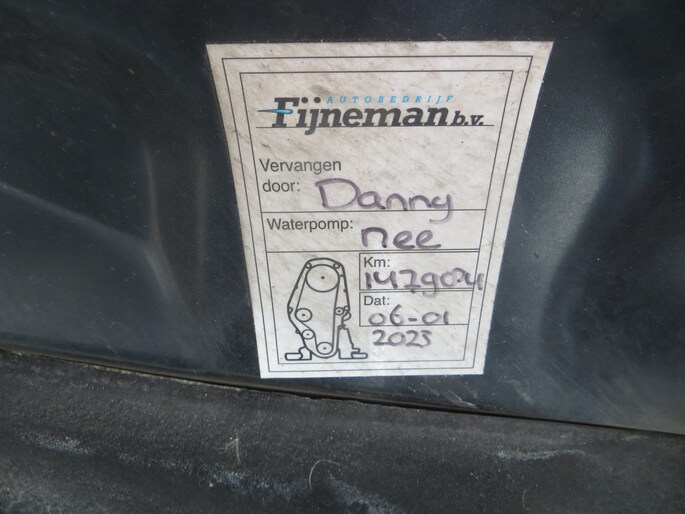 AUTOBEDRIJF
Fijneman b.v.
Vervangen
door: Danny
Waterpomp: nee
Km:
147904
Dat:
06-01
2023